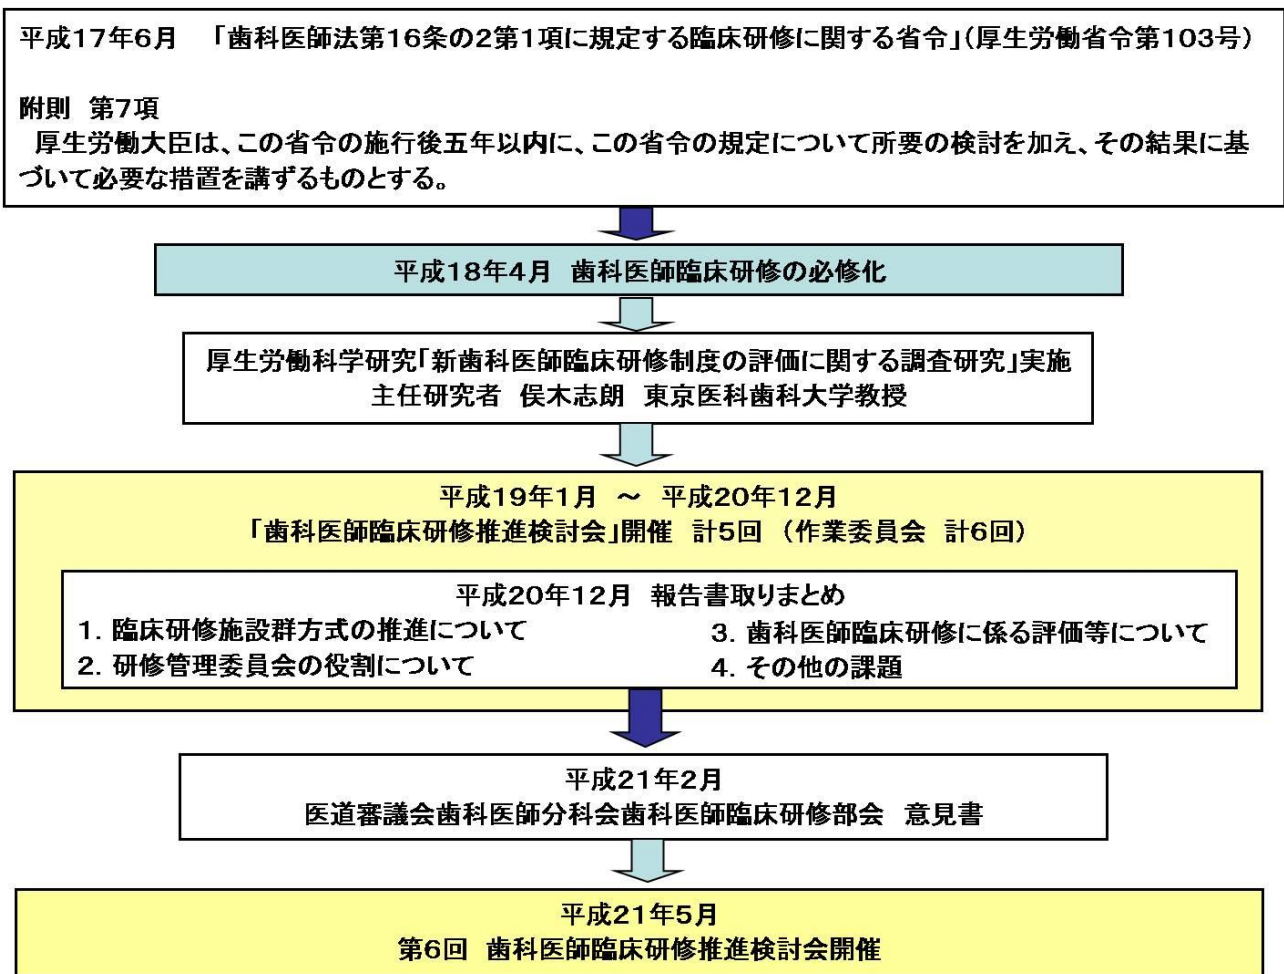 平成17年6月　「歯科医師法第16条の2第1項に規定する臨床研修に関する省令」(厚生労働省令第103号)
附則　第7項
厚生労働大臣は、この省令の施行後五年以内に、この省令の規定について所要の検討を加え、その結果に基
づいて必要な措置を講ずるものとする。
平成18年4月　歯科医師臨床研修の必修化
厚生労働科学研究「新歯科医師臨床研修制度の評価に関する調査研究」実施
主任研究者　俣木志朗　東京医科歯科大学教授
平成19年1月　～　平成20年12月
「歯科医師臨床研修推進検討会」開催　計5回　（作業委員会　計6回）
平成20年12月　報告書取りまとめ
1. 臨床研修施設群方式の推進について
2. 研修管理委員会の役割について
3. 歯科医師臨床研修に係る評価等について
4. その他の課題
平成21年2月
医道審議会歯科医師分科会歯科医師臨床研修部会　意見書
平成21年5月
第6回　歯科医師臨床研修推進検討会開催